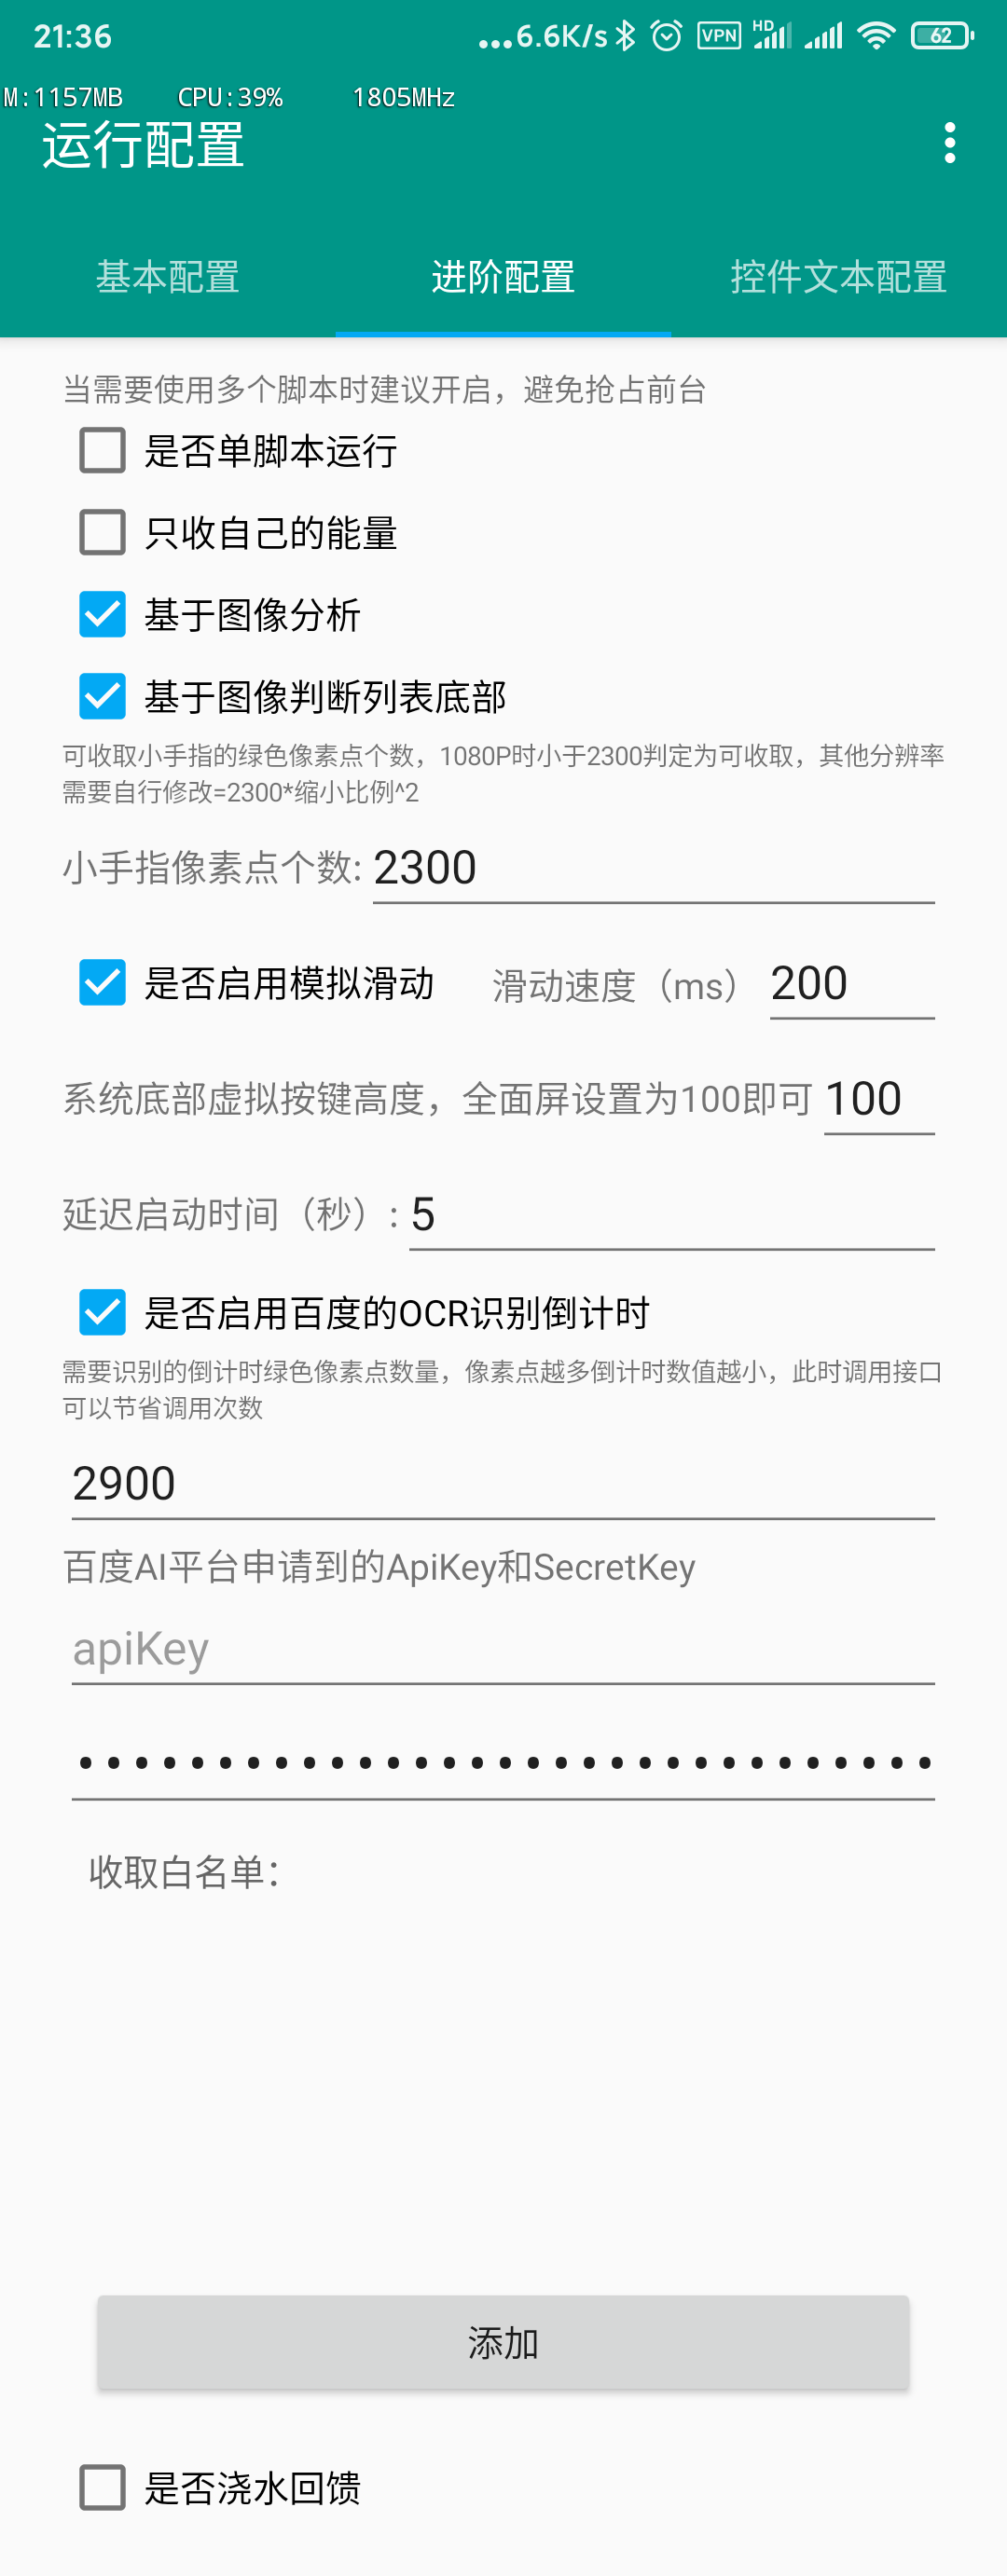 21:36
...6.6K/s VPN HD 62
M:1157MB CPU:39% 1805MHz
运行配置
基本配置 进阶配置 控件文本配置
当需要使用多个脚本时建议开启，避免抢占前台
是否单脚本运行
只收自己的能量
基于图像分析
基于图像判断列表底部
可收取小手指的绿色像素点个数，1080P时小于2300判定为可收取，其他分辨率
需要自行修改=2300*缩小比例^2
小手指像素点个数: 2300
是否启用模拟滑动 滑动速度（ms） 200
系统底部虚拟按键高度，全面屏设置为100即可 100
延迟启动时间（秒）: 5
是否启用百度的OCR识别倒计时
需要识别的倒计时绿色像素点数量，像素点越多倒计时数值越小，此时调用接口
可以节省调用次数
2900
百度AI平台申请到的ApiKey和SecretKey
apiKey
•••••••••••••••••••••••••••••••
收取白名单：
添加
是否浇水回馈